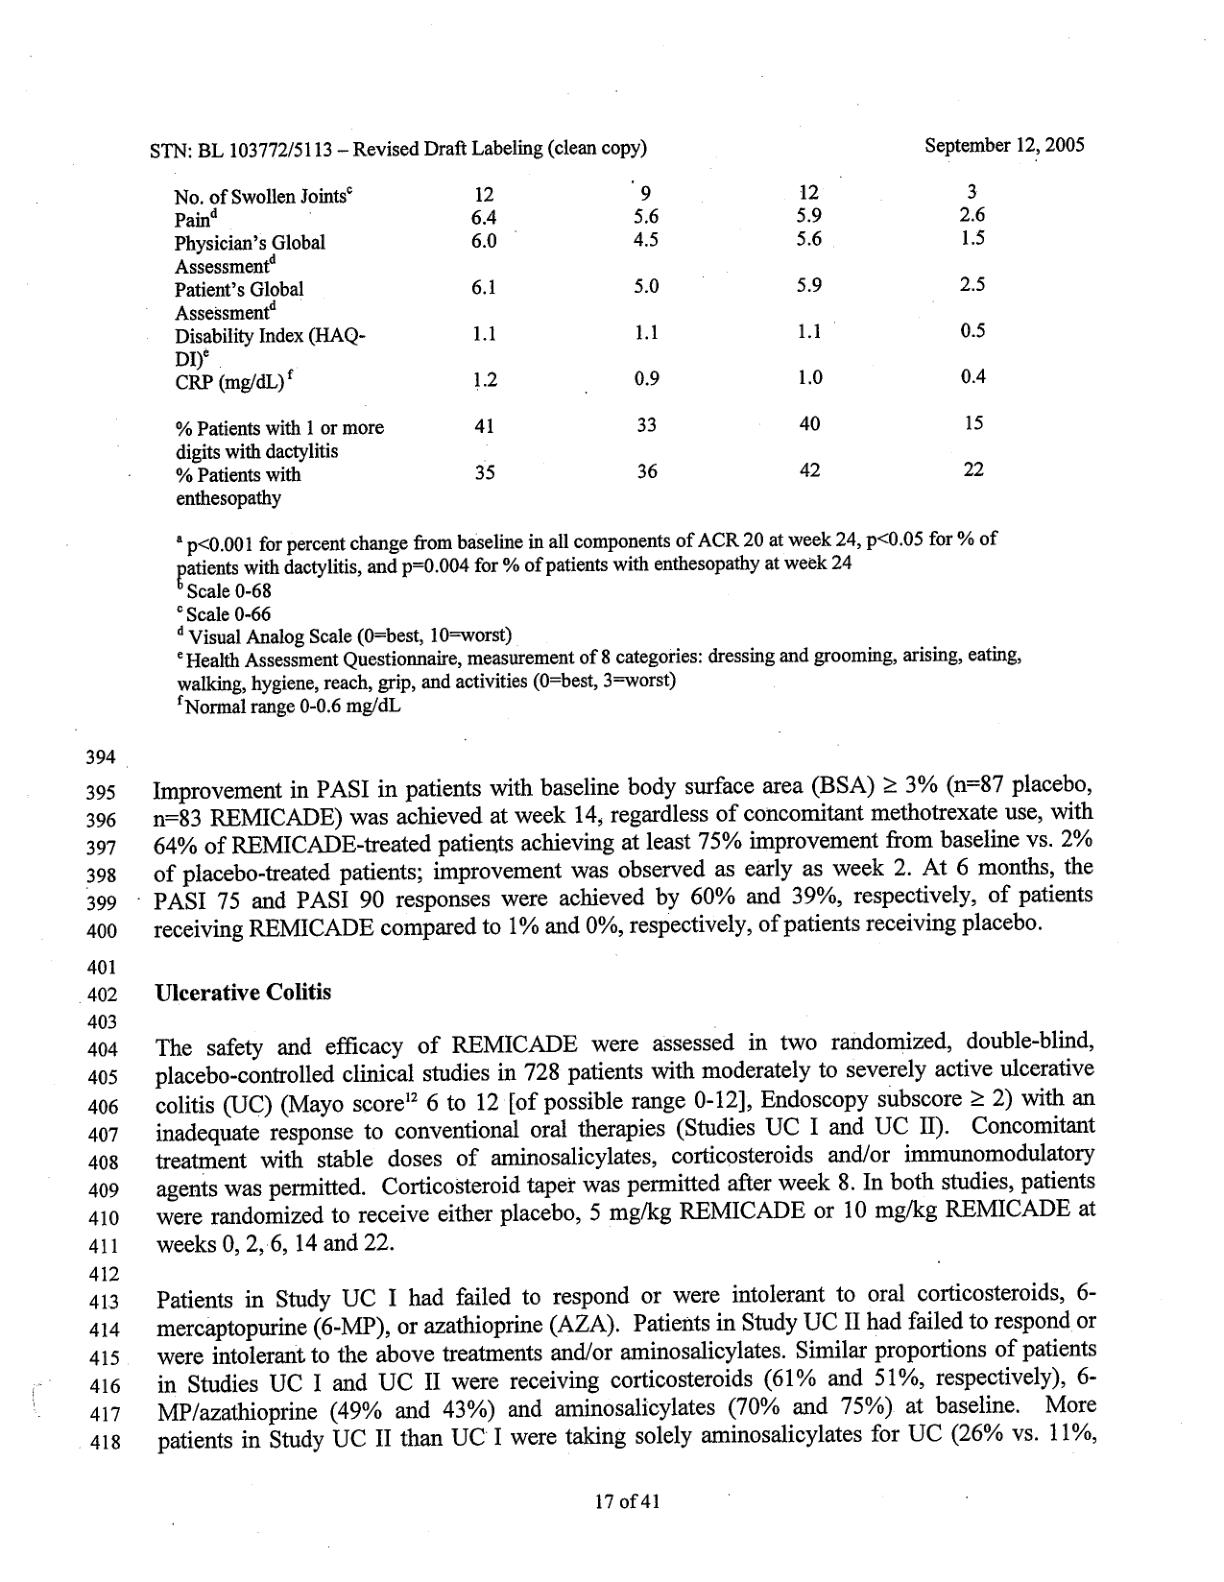 STN: BL 103772/5113 – Revised Draft Labeling (clean copy) September 12, 2005
No. of Swollen Jointsᶜ 12 9 12 3
Painᵈ 6.4 5.6 5.9 2.6
Physician's Global 6.0 4.5 5.6 1.5
Assessmentᵈ
Patient's Global 6.1 5.0 5.9 2.5
Assessmentᵈ
Disability Index (HAQ- 1.1 1.1 1.1 0.5
DI)ᵉ
CRP (mg/dL) ᶠ 1.2 0.9 1.0 0.4
% Patients with 1 or more 41 33 40 15
digits with dactylitis
% Patients with 35 36 42 22
enthesopathy
ᵃ p<0.001 for percent change from baseline in all components of ACR 20 at week 24, p<0.05 for % of
patients with dactylitis, and p=0.004 for % of patients with enthesopathy at week 24
ᵇ Scale 0-68
ᶜ Scale 0-66
ᵈ Visual Analog Scale (0=best, 10=worst)
ᵉ Health Assessment Questionnaire, measurement of 8 categories: dressing and grooming, arising, eating,
walking, hygiene, reach, grip, and activities (0=best, 3=worst)
ᶠ Normal range 0-0.6 mg/dL
394
395 Improvement in PASI in patients with baseline body surface area (BSA) ≥ 3% (n=87 placebo,
396 n=83 REMICADE) was achieved at week 14, regardless of concomitant methotrexate use, with
397 64% of REMICADE-treated patients achieving at least 75% improvement from baseline vs. 2%
398 of placebo-treated patients; improvement was observed as early as week 2. At 6 months, the
399 PASI 75 and PASI 90 responses were achieved by 60% and 39%, respectively, of patients
400 receiving REMICADE compared to 1% and 0%, respectively, of patients receiving placebo.
401
402 Ulcerative Colitis
403
404 The safety and efficacy of REMICADE were assessed in two randomized, double-blind,
405 placebo-controlled clinical studies in 728 patients with moderately to severely active ulcerative
406 colitis (UC) (Mayo score¹² 6 to 12 [of possible range 0-12], Endoscopy subscore ≥ 2) with an
407 inadequate response to conventional oral therapies (Studies UC I and UC II). Concomitant
408 treatment with stable doses of aminosalicylates, corticosteroids and/or immunomodulatory
409 agents was permitted. Corticosteroid taper was permitted after week 8. In both studies, patients
410 were randomized to receive either placebo, 5 mg/kg REMICADE or 10 mg/kg REMICADE at
411 weeks 0, 2, 6, 14 and 22.
412
413 Patients in Study UC I had failed to respond or were intolerant to oral corticosteroids, 6-
414 mercaptopurine (6-MP), or azathioprine (AZA). Patients in Study UC II had failed to respond or
415 were intolerant to the above treatments and/or aminosalicylates. Similar proportions of patients
416 in Studies UC I and UC II were receiving corticosteroids (61% and 51%, respectively), 6-
417 MP/azathioprine (49% and 43%) and aminosalicylates (70% and 75%) at baseline. More
418 patients in Study UC II than UC I were taking solely aminosalicylates for UC (26% vs. 11%,
17 of 41